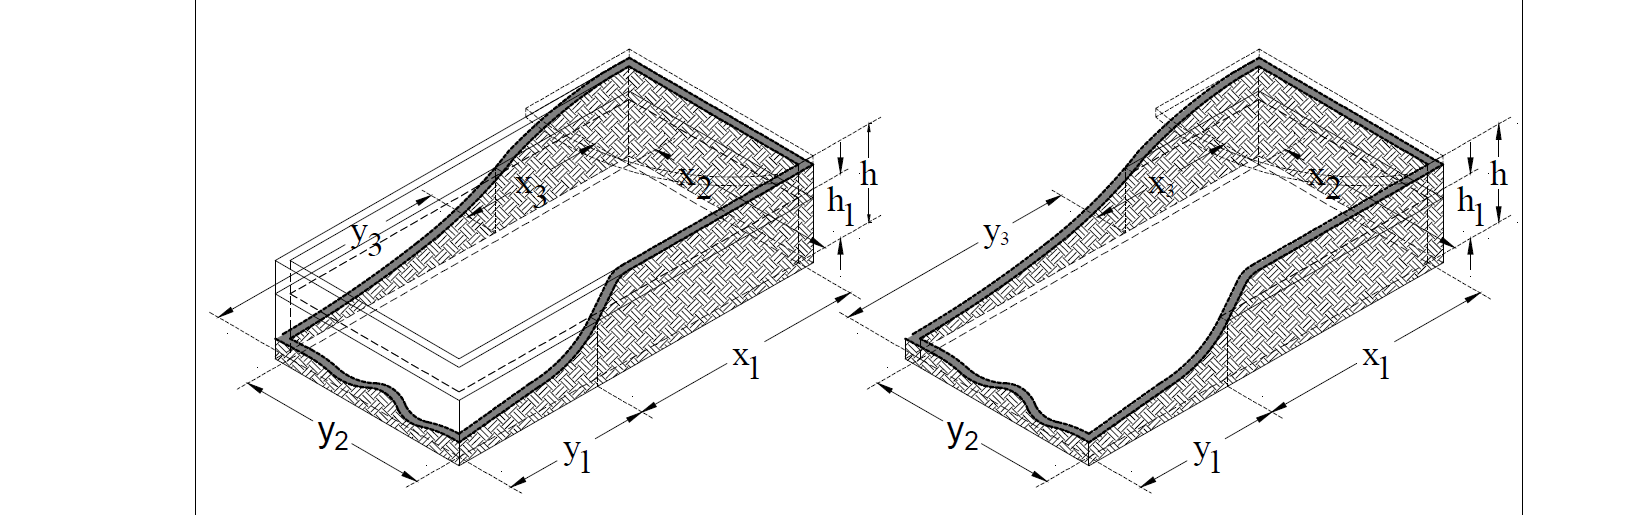 h
x₃ x₂ h₁
y₃
x₁
y₂ y₁
h
x₃ x₂ h₁
y₃
x₁
y₂ y₁